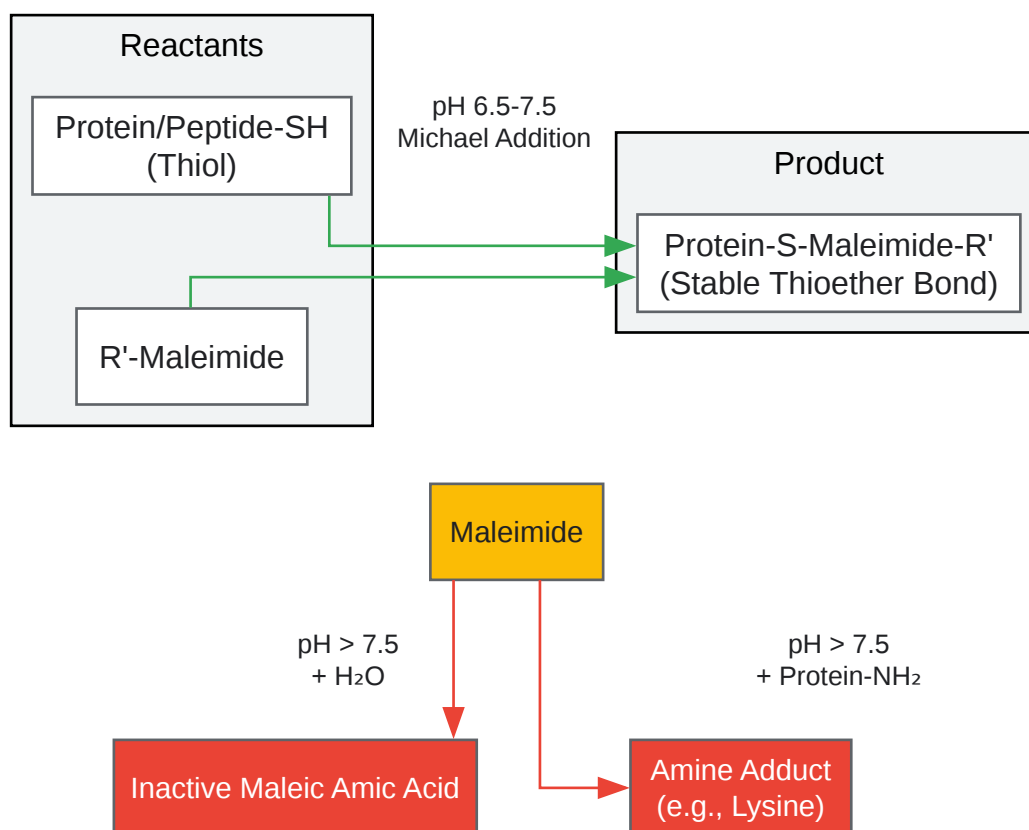 Reactants
Protein/Peptide-SH
(Thiol)
R'-Maleimide
pH 6.5-7.5
Michael Addition
Product
Protein-S-Maleimide-R'
(Stable Thioether Bond)
Maleimide
pH > 7.5
+ H₂O
pH > 7.5
+ Protein-NH₂
Inactive Maleic Amic Acid
Amine Adduct
(e.g., Lysine)